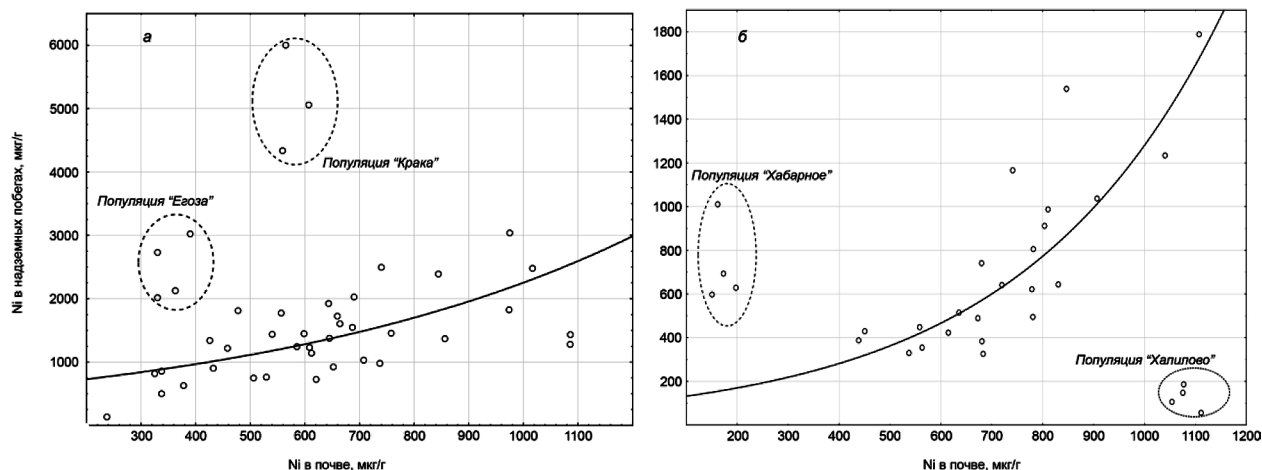 а
6000
5000
4000
3000
2000
1000
Популяция “Крака”
Популяция “Егоза”
Ni в надземных побегах, мкг/г
300 400 500 600 700 800 900 1000 1100
Ni в почве, мкг/г
б
1800
1600
1400
1200
1000
800
600
400
200
Популяция “Хабарное”
Популяция “Халилово”
100 200 300 400 500 600 700 800 900 1000 1100 1200
Ni в почве, мкг/г